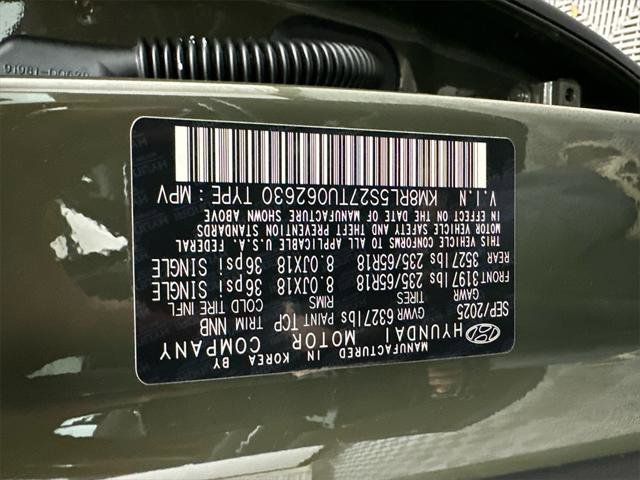 91981-D0630
MANUFACTURED IN KOREA BY
HYUNDAI MOTOR COMPANY
SEP/2025 GVWR 6327lbs PAINT TCP TRIM NNB
GAWR TIRES RIMS COLD TIRE INFL
FRONT 3197lbs 235/65R18 8.0JX18 36psi SINGLE
REAR 3527lbs 235/65R18 8.0JX18 36psi SINGLE
THIS VEHICLE CONFORMS TO ALL APPLICABLE U.S.A. FEDERAL
MOTOR VEHICLE SAFETY AND THEFT PREVENTION STANDARDS
IN EFFECT ON THE DATE OF MANUFACTURE SHOWN ABOVE
V.I.N KM8RL5S27TU062630 TYPE : MPV